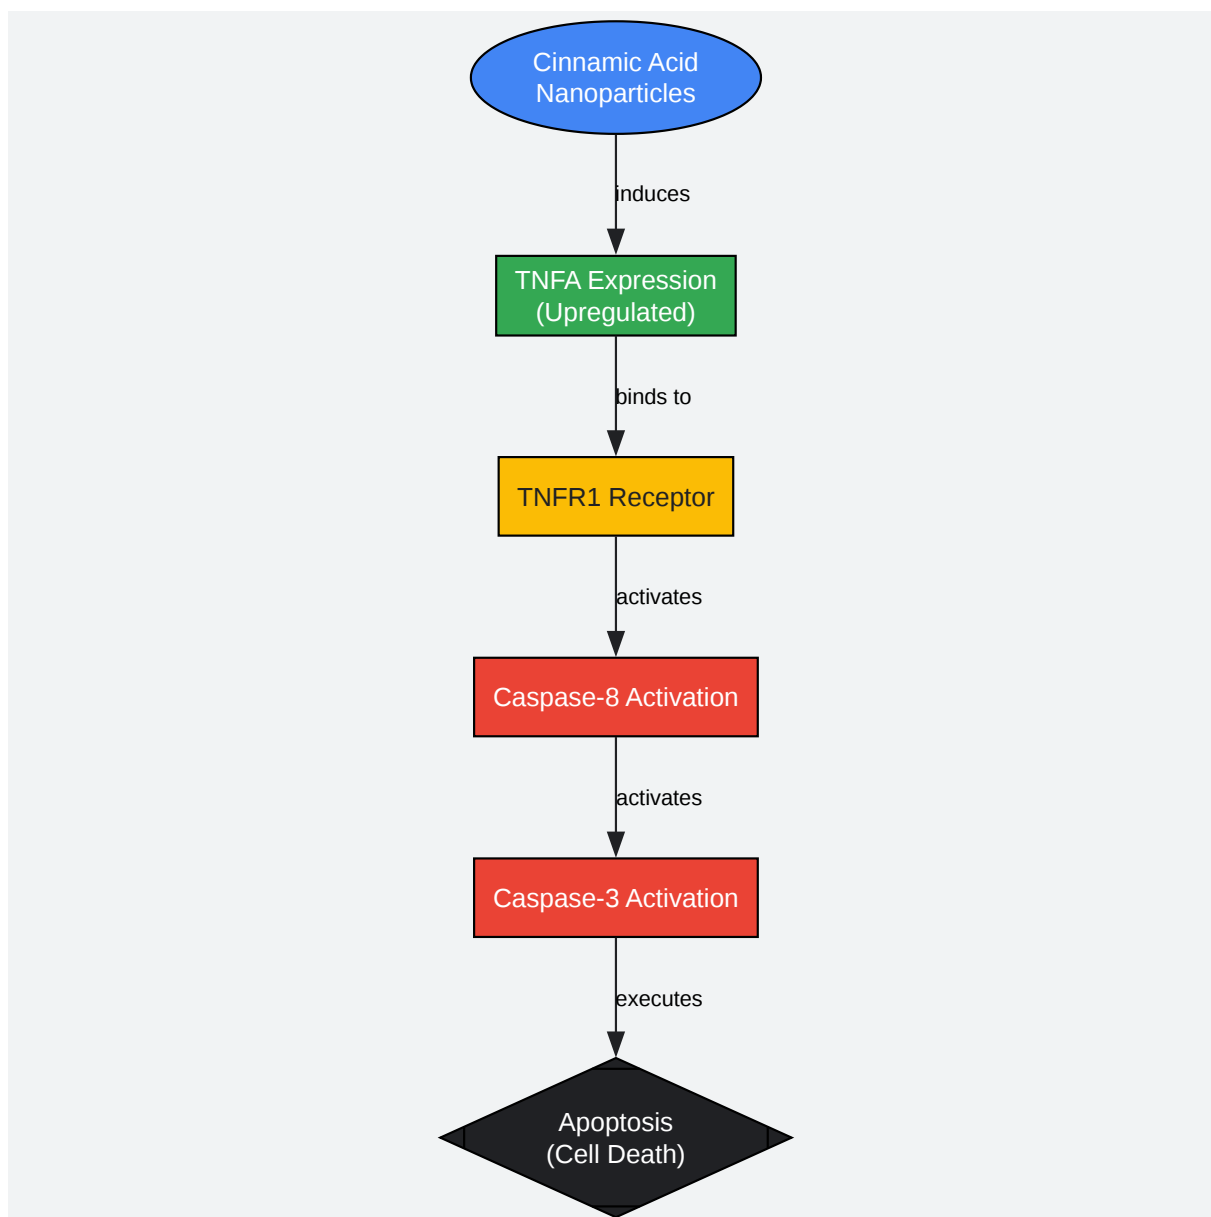 Cinnamic Acid
Nanoparticles
induces
TNFA Expression
(Upregulated)
binds to
TNFR1 Receptor
activates
Caspase-8 Activation
activates
Caspase-3 Activation
executes
Apoptosis
(Cell Death)